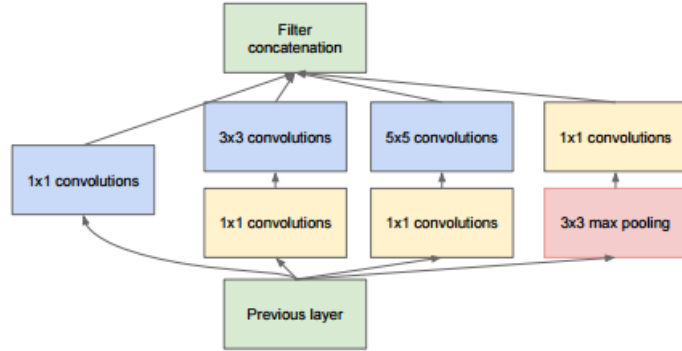 Filter
concatenation
3x3 convolutions
5x5 convolutions
1x1 convolutions
1x1 convolutions
1x1 convolutions
1x1 convolutions
3x3 max pooling
Previous layer